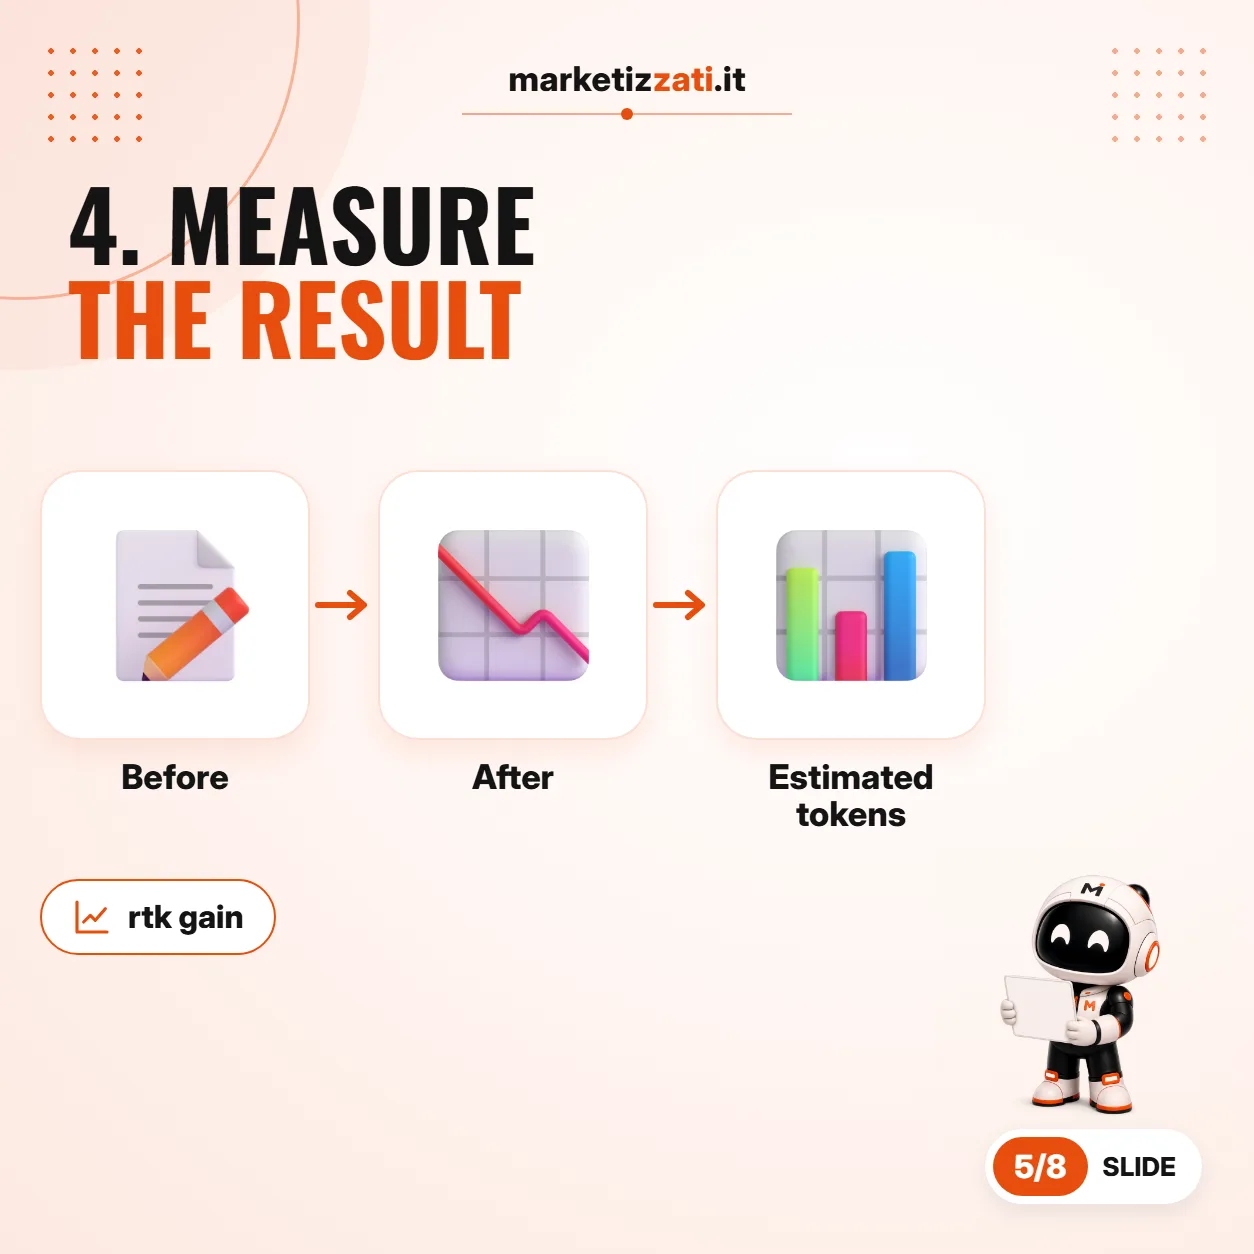 marketizzati.it
4. MEASURE
THE RESULT
Before
After
Estimated
tokens
rtk gain
M
M
5/8 SLIDE